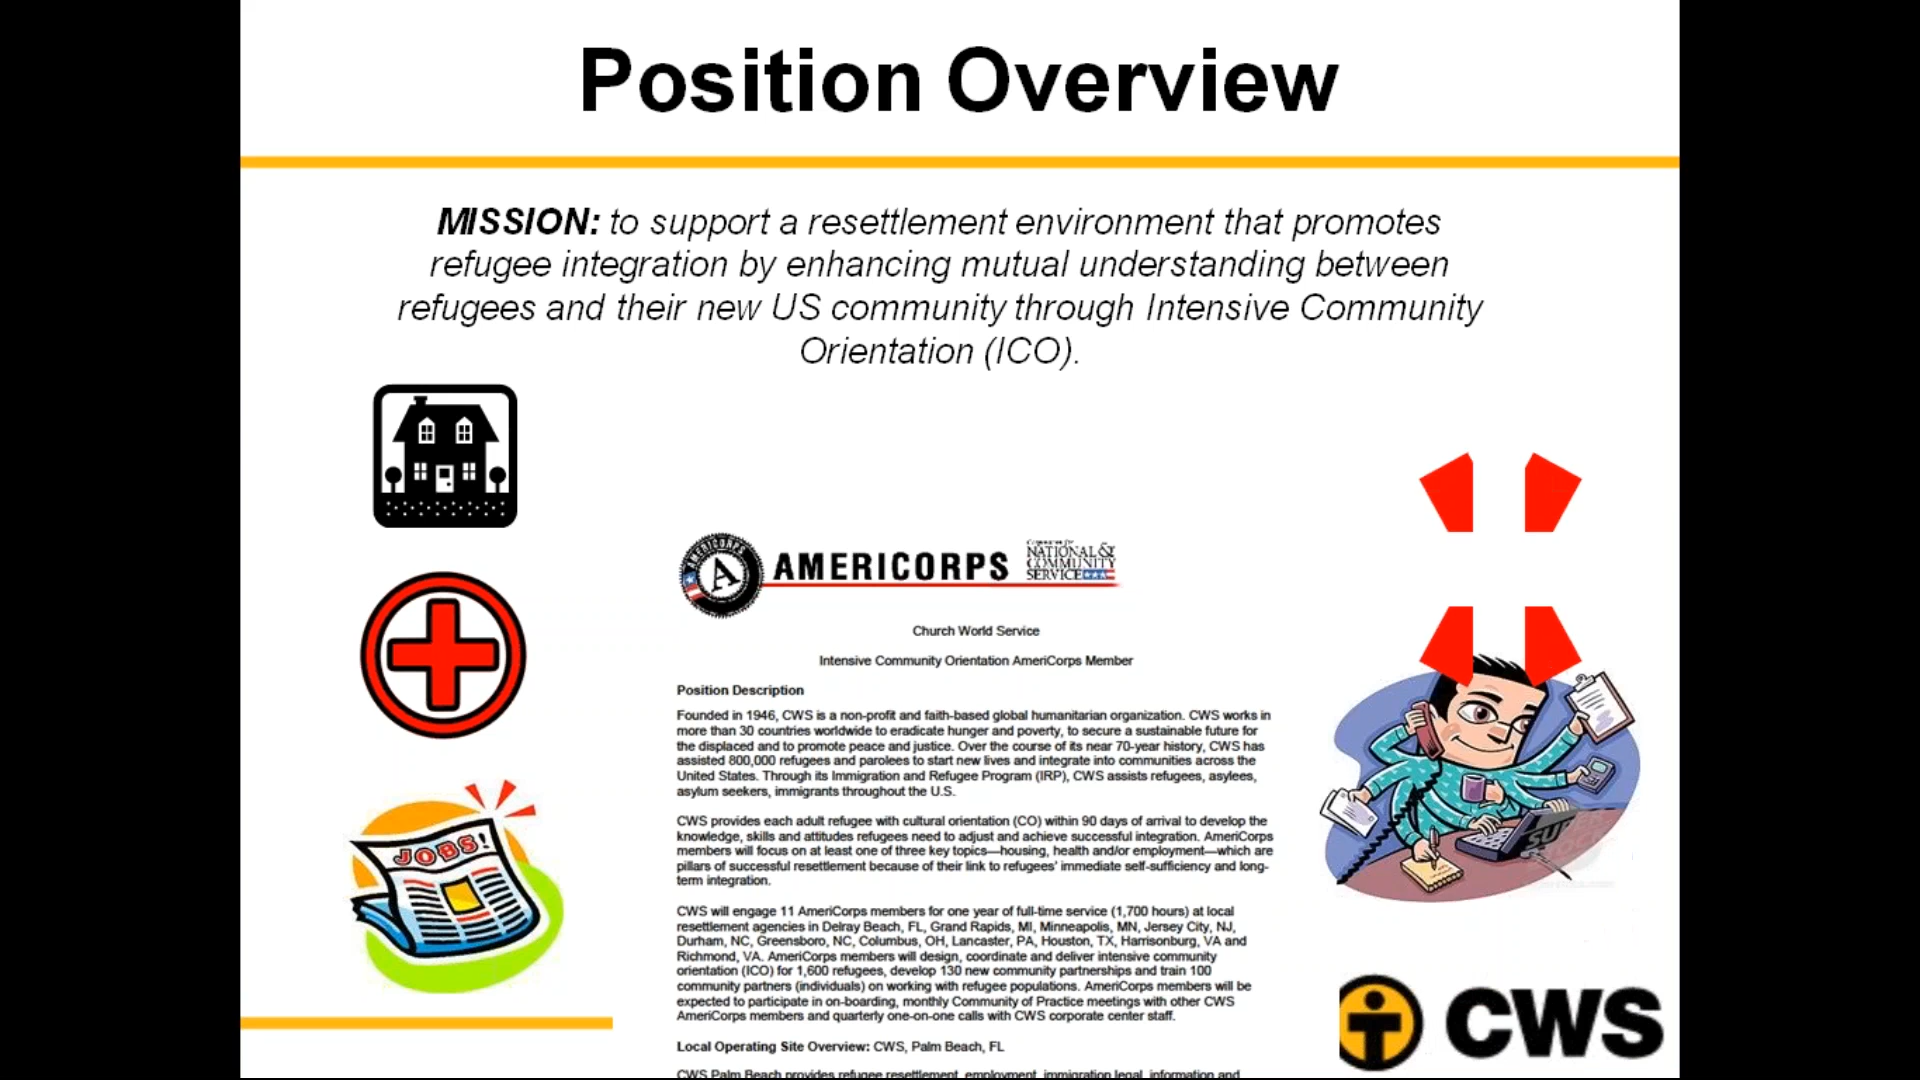 Position Overview
MISSION: to support a resettlement environment that promotes
refugee integration by enhancing mutual understanding between
refugees and their new US community through Intensive Community
Orientation (ICO).
AMERICORPS
AMERICORPS
NATIONAL &
COMMUNITY
SERVICE
Church World Service
Intensive Community Orientation AmeriCorps Member
Position Description
Founded in 1946, CWS is a non-profit and faith-based global humanitarian organization. CWS works in
more than 30 countries worldwide to eradicate hunger and poverty, to secure a sustainable future for
the displaced and to promote peace and justice. Over the course of its near 70-year history, CWS has
assisted 800,000 refugees and parolees to start new lives and integrate into communities across the
United States. Through its Immigration and Refugee Program (IRP), CWS assists refugees, asylees,
asylum seekers, immigrants throughout the U.S.
CWS provides each adult refugee with cultural orientation (CO) within 90 days of arrival to develop the
knowledge, skills and attitudes refugees need to adjust and achieve successful integration. AmeriCorps
members will focus on at least one of three key topics—housing, health and/or employment—which are
pillars of successful resettlement because of their link to refugees' immediate self-sufficiency and long-
term integration.
CWS will engage 11 AmeriCorps members for one year of full-time service (1,700 hours) at local
resettlement agencies in Delray Beach, FL, Grand Rapids, MI, Minneapolis, MN, Jersey City, NJ,
Durham, NC, Greensboro, NC, Columbus, OH, Lancaster, PA, Houston, TX, Harrisonburg, VA and
Richmond, VA. AmeriCorps members will design, coordinate and deliver intensive community
orientation (ICO) for 1,600 refugees, develop 130 new community partnerships and train 100
community partners (individuals) on working with refugee populations. AmeriCorps members will be
expected to participate in on-boarding, monthly Community of Practice meetings with other CWS
AmeriCorps members and quarterly one-on-one calls with CWS corporate center staff.
Local Operating Site Overview: CWS, Palm Beach, FL
CWS Palm Beach provides refugee resettlement, employment, immigration legal, information and
JOBS!
CWS